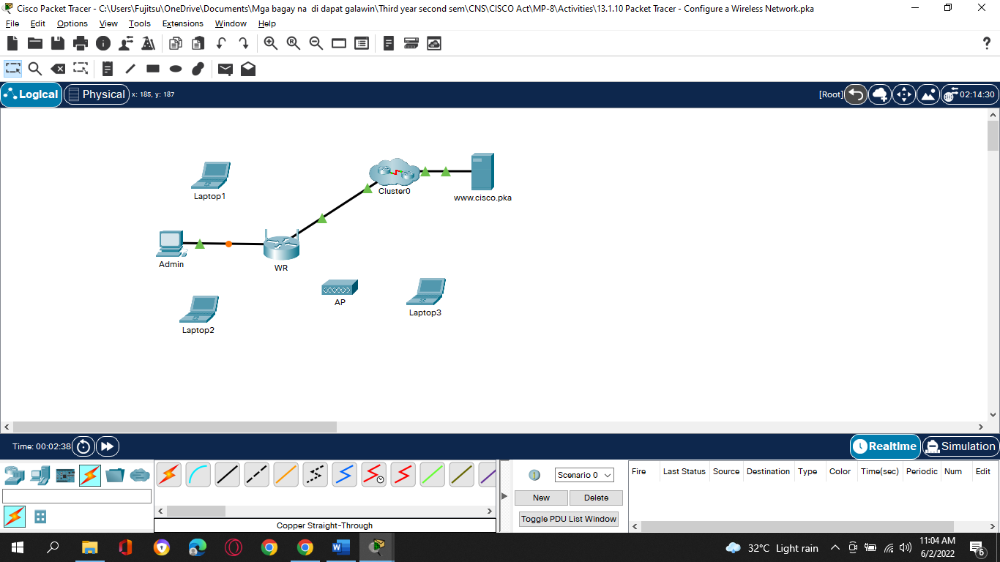 Cisco Packet Tracer - C:\Users\Fujitsu\OneDrive\Documents\Mga bagay na  di dapat galawin\Third year second sem\CNS\CISCO Act\MP-8\Activities\13.1.10 Packet Tracer - Configure a Wireless Network.pka
File Edit Options View Tools Extensions Window Help
?
Logical Physical x: 185, y: 187 [Root] 02:14:30
Laptop1
Cluster0
www.cisco.pka
Admin
WR
AP
Laptop3
Laptop2
Time: 00:02:38 Realtime Simulation
Scenario 0
Fire Last Status Source Destination Type Color Time(sec) Periodic Num Edit
New Delete
Toggle PDU List Window
Copper Straight-Through
32°C Light rain 11:04 AM
6/2/2022
6